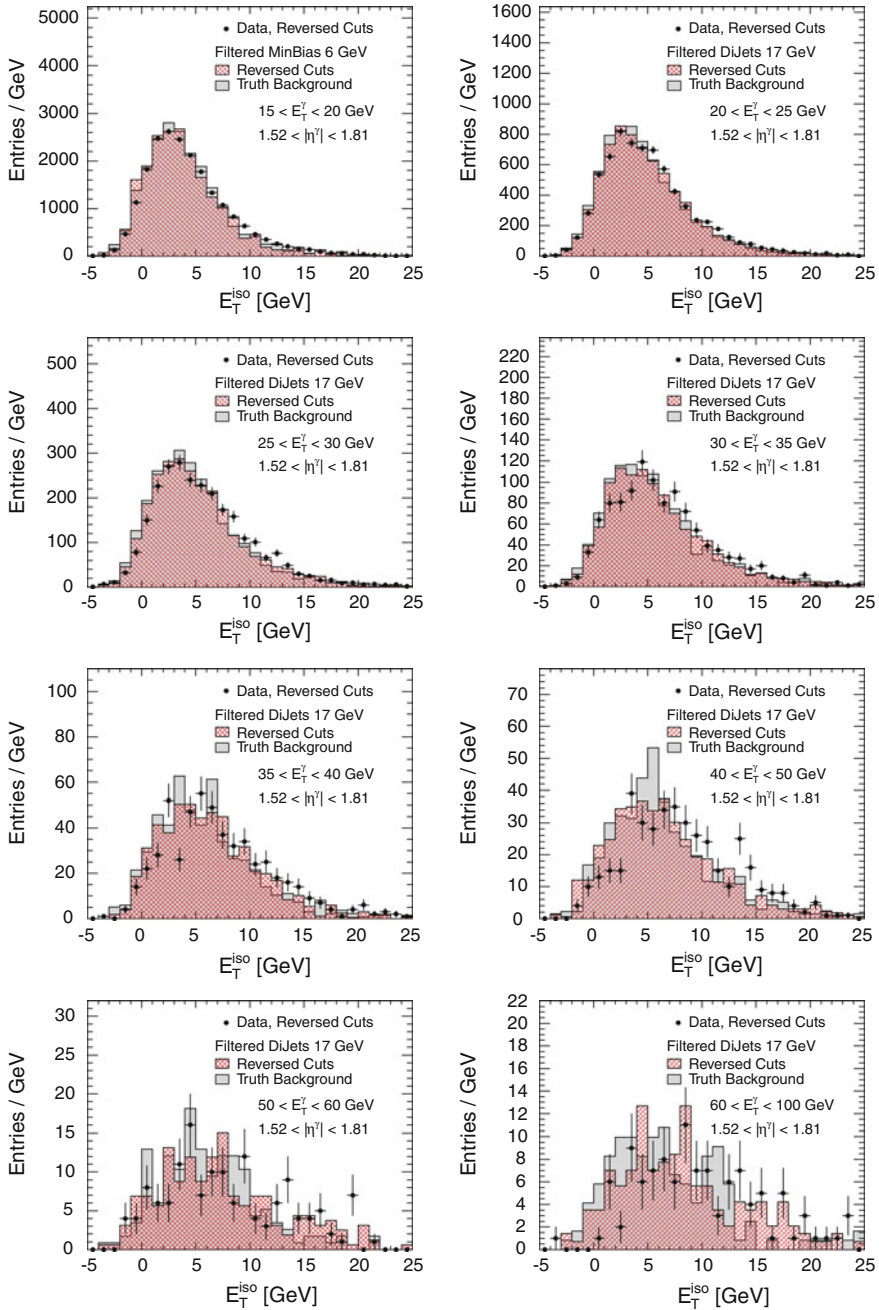 Entries / GeV
5000
4000
3000
2000
1000
0
Data, Reversed Cuts
Filtered MinBias 6 GeV
Reversed Cuts
Truth Background
15 < E_T^γ < 20 GeV
1.52 < |η^γ| < 1.81
-5 0 5 10 15 20 25
E_T^iso [GeV]
Entries / GeV
1600
1400
1200
1000
800
600
400
200
0
Data, Reversed Cuts
Filtered DiJets 17 GeV
Reversed Cuts
Truth Background
20 < E_T^γ < 25 GeV
1.52 < |η^γ| < 1.81
-5 0 5 10 15 20 25
E_T^iso [GeV]
Entries / GeV
500
400
300
200
100
0
Data, Reversed Cuts
Filtered DiJets 17 GeV
Reversed Cuts
Truth Background
25 < E_T^γ < 30 GeV
1.52 < |η^γ| < 1.81
-5 0 5 10 15 20 25
E_T^iso [GeV]
Entries / GeV
220
200
180
160
140
120
100
80
60
40
20
0
Data, Reversed Cuts
Filtered DiJets 17 GeV
Reversed Cuts
Truth Background
30 < E_T^γ < 35 GeV
1.52 < |η^γ| < 1.81
-5 0 5 10 15 20 25
E_T^iso [GeV]
Entries / GeV
100
80
60
40
20
0
Data, Reversed Cuts
Filtered DiJets 17 GeV
Reversed Cuts
Truth Background
35 < E_T^γ < 40 GeV
1.52 < |η^γ| < 1.81
-5 0 5 10 15 20 25
E_T^iso [GeV]
Entries / GeV
70
60
50
40
30
20
10
0
Data, Reversed Cuts
Filtered DiJets 17 GeV
Reversed Cuts
Truth Background
40 < E_T^γ < 50 GeV
1.52 < |η^γ| < 1.81
-5 0 5 10 15 20 25
E_T^iso [GeV]
Entries / GeV
30
25
20
15
10
5
0
Data, Reversed Cuts
Filtered DiJets 17 GeV
Reversed Cuts
Truth Background
50 < E_T^γ < 60 GeV
1.52 < |η^γ| < 1.81
-5 0 5 10 15 20 25
E_T^iso [GeV]
Entries / GeV
22
20
18
16
14
12
10
8
6
4
2
0
Data, Reversed Cuts
Filtered DiJets 17 GeV
Reversed Cuts
Truth Background
60 < E_T^γ < 100 GeV
1.52 < |η^γ| < 1.81
-5 0 5 10 15 20 25
E_T^iso [GeV]